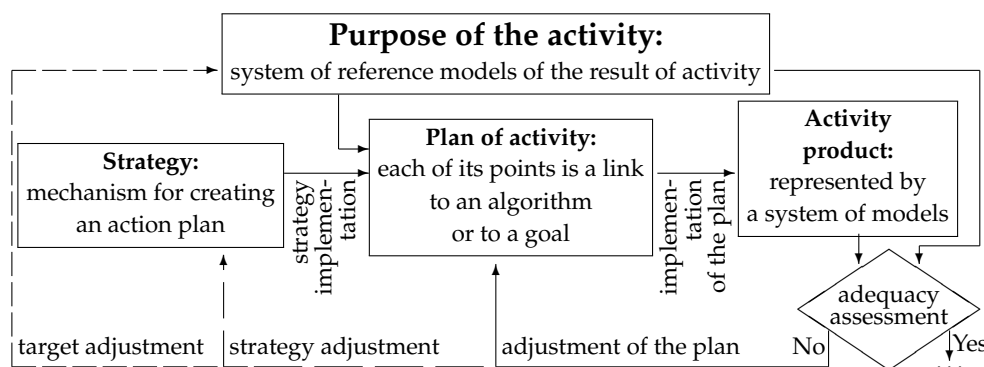 Purpose of the activity:
system of reference models of the result of activity
Strategy:
mechanism for creating
an action plan
strategy
implemen-
tation
Plan of activity:
each of its points is a link
to an algorithm
or to a goal
implemen-
tation
of the plan
Activity
product:
represented by
a system of models
adequacy
assessment
target adjustment
strategy adjustment
adjustment of the plan
No
Yes